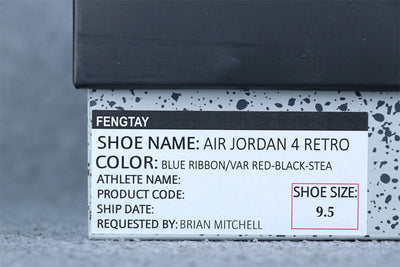 FENGTAY
SHOE NAME: AIR JORDAN 4 RETRO
COLOR: BLUE RIBBON/VAR RED-BLACK-STEA
ATHLETE NAME:
PRODUCT CODE:
SHIP DATE:
REQUESTED BY: BRIAN MITCHELL
SHOE SIZE:
9.5